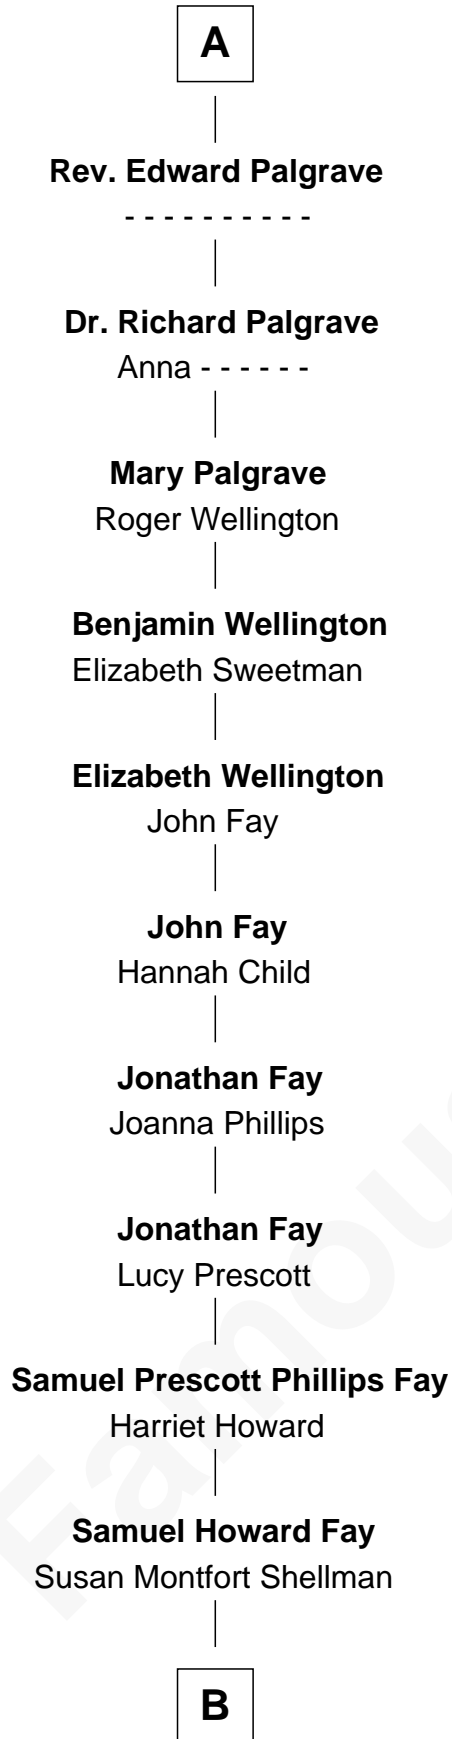 A
Rev. Edward Palgrave
- - - - - - - - - -
Dr. Richard Palgrave
Anna - - - - - -
Mary Palgrave
Roger Wellington
Benjamin Wellington
Elizabeth Sweetman
Elizabeth Wellington
John Fay
John Fay
Hannah Child
Jonathan Fay
Joanna Phillips
Jonathan Fay
Lucy Prescott
Samuel Prescott Phillips Fay
Harriet Howard
Samuel Howard Fay
Susan Montfort Shellman
B
Famou